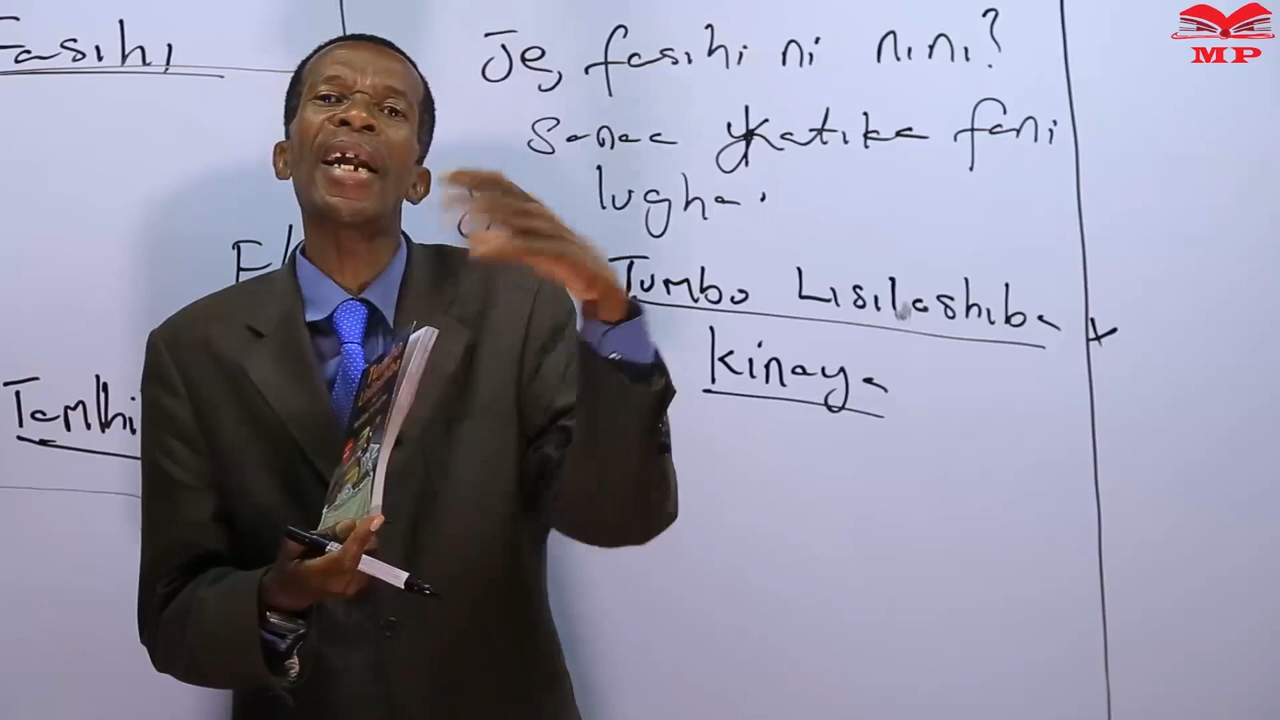 Fasihi
Je, fasihi ni nini?
Sanaa katika fani
lugha.
Tumbo Lisiloshiba
Kinaya
Tamthi
MP